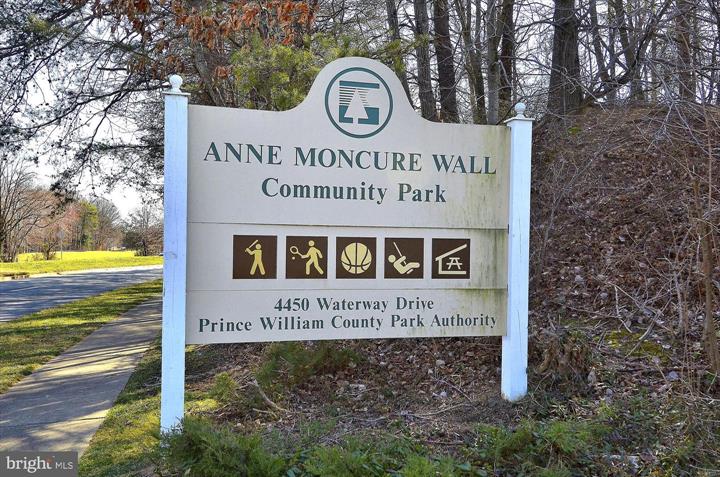 ANNE MONCURE WALL
Community Park
4450 Waterway Drive
Prince William County Park Authority
bright MLS